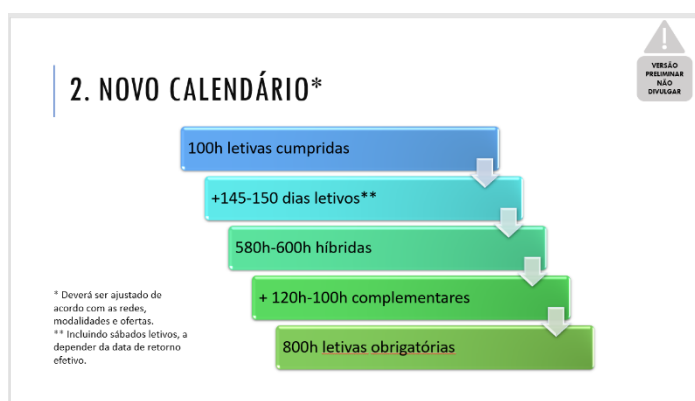 VERSÃO
PRELIMINAR
NÃO
DIVULGAR
2. NOVO CALENDÁRIO*
100h letivas cumpridas
+145-150 dias letivos**
580h-600h híbridas
+ 120h-100h complementares
800h letivas obrigatórias
* Deverá ser ajustado de
acordo com as redes,
modalidades e ofertas.
** Incluindo sábados letivos, a
depender da data de retorno
efetivo.